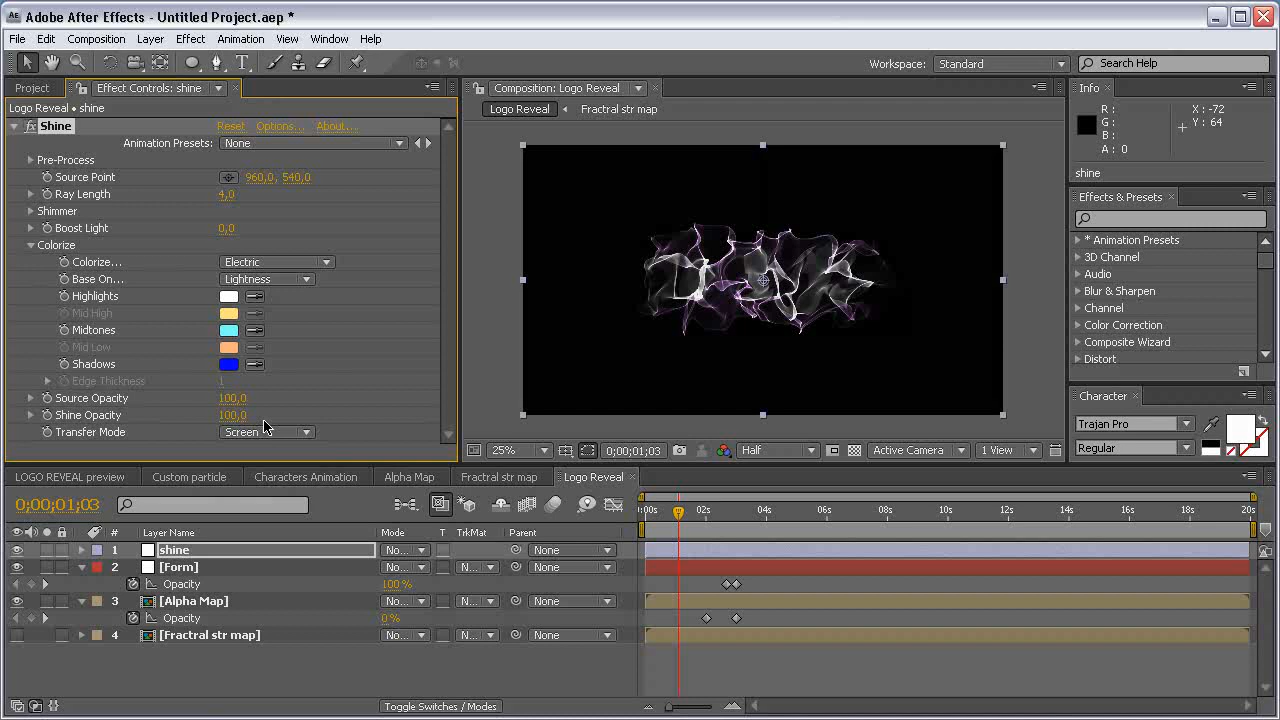 Adobe After Effects - Untitled Project.aep *
File Edit Composition Layer Effect Animation View Window Help
Workspace: Standard Search Help
Project Effect Controls: shine
Logo Reveal • shine
fx Shine Reset Options... About...
Animation Presets: None
Pre-Process
Source Point 960,0, 540,0
Ray Length 4,0
Shimmer
Boost Light 0,0
Colorize
Colorize... Electric
Base On... Lightness
Highlights
Mid High
Midtones
Mid Low
Shadows
Edge Thickness 1
Source Opacity 100,0
Shine Opacity 100,0
Transfer Mode Screen
Composition: Logo Reveal
Logo Reveal Fractral str map
25% 0;00;01;03 Half Active Camera 1 View
Info
R : X : -72
G : Y : 64
B :
A : 0
shine
Effects & Presets
* Animation Presets
3D Channel
Audio
Blur & Sharpen
Channel
Color Correction
Composite Wizard
Distort
Character
Trajan Pro
Regular
LOGO REVEAL preview Custom particle Characters Animation Alpha Map Fractral str map Logo Reveal
0;00;01;03
:00s 02s 04s 06s 08s 10s 12s 14s 16s 18s 20s
# Layer Name Mode T TrkMat Parent
1 shine No... None
2 [Form] No... N... None
Opacity 100 %
3 [Alpha Map] No... N... None
Opacity 0 %
4 [Fractral str map] No... N... None
Toggle Switches / Modes